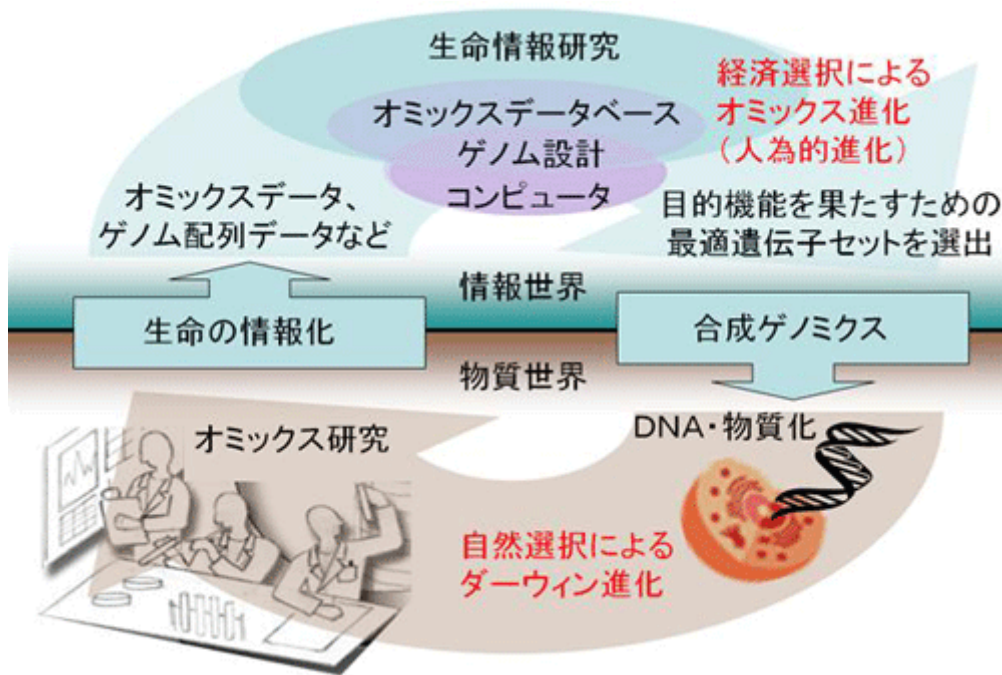 生命情報研究
経済選択による
オミックス進化
(人為的進化)
オミックスデータベース
ゲノム設計
コンピュータ
オミックスデータ、
ゲノム配列データなど
目的機能を果たすための
最適遺伝子セットを選出
情報世界
生命の情報化
合成ゲノミクス
物質世界
オミックス研究
DNA・物質化
自然選択による
ダーウィン進化